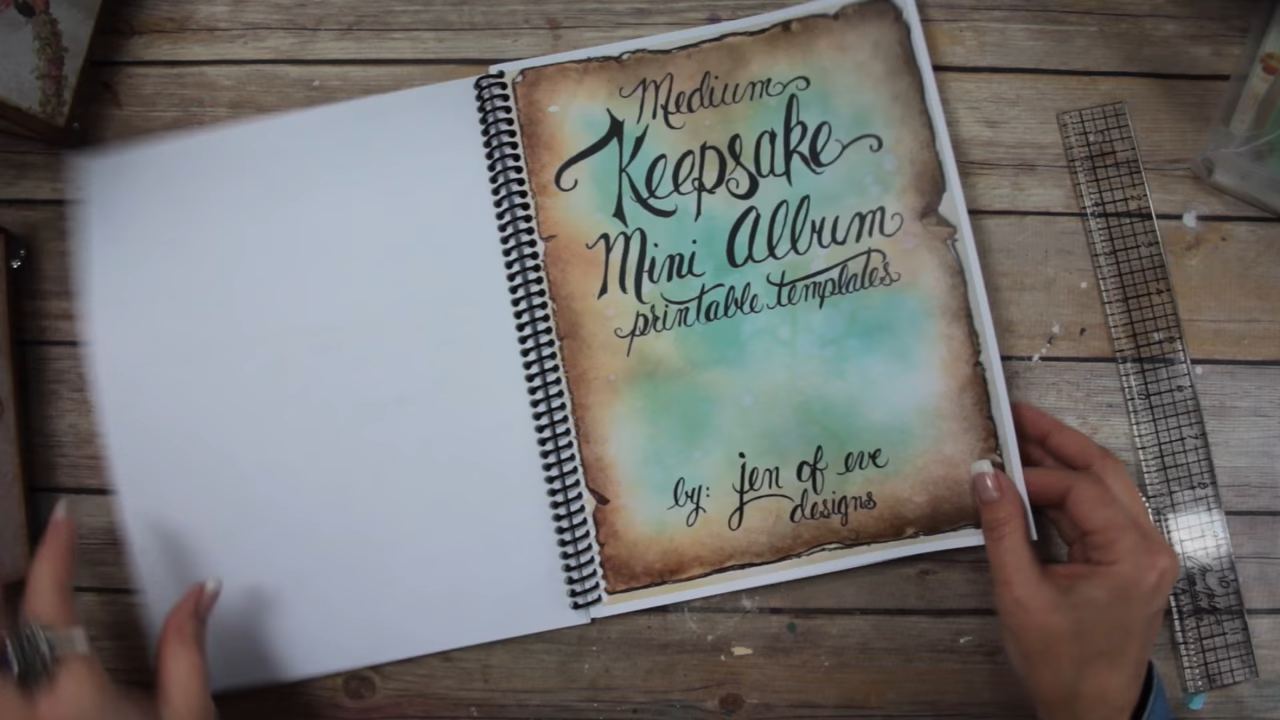 Medium
Keepsake
Mini Album
printable templates
by: jen of eve
designs